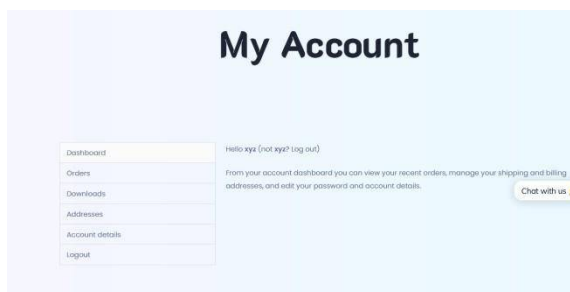 My Account
Dashboard
Orders
Downloads
Addresses
Account details
Logout
Hello xyz (not xyz? Log out)
From your account dashboard you can view your recent orders, manage your shipping and billing
addresses, and edit your password and account details.
Chat with us